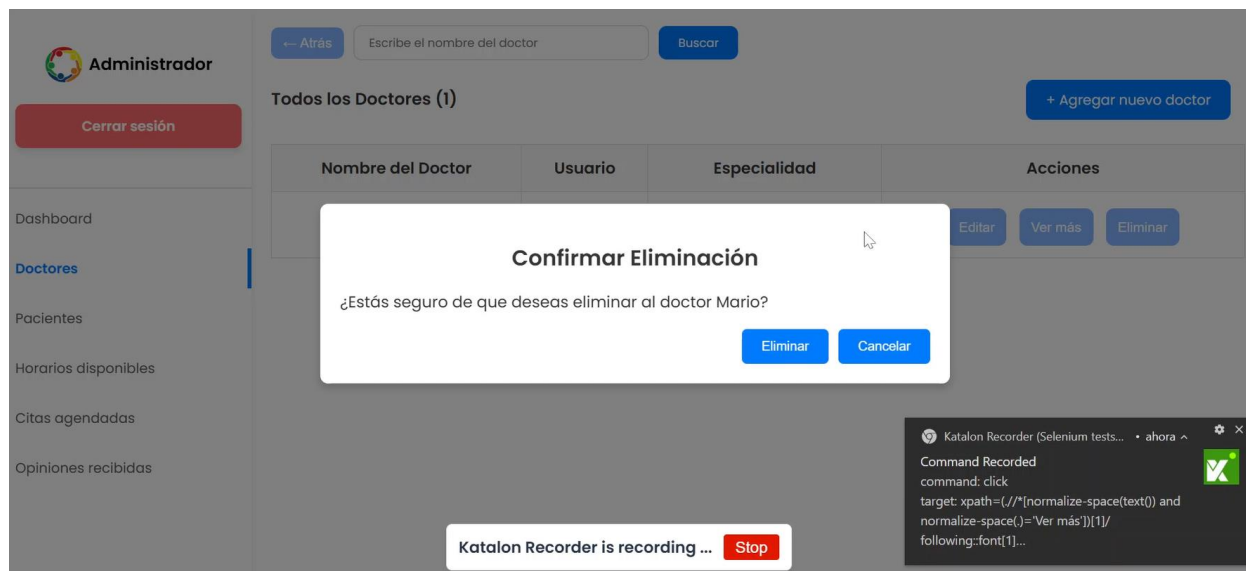 Administrador
Cerrar sesión
Dashboard
Doctores
Pacientes
Horarios disponibles
Citas agendadas
Opiniones recibidas
← Atrás
Escribe el nombre del doctor
Buscar
Todos los Doctores (1)
+ Agregar nuevo doctor
Nombre del Doctor Usuario Especialidad Acciones
Editar Ver más Eliminar
Confirmar Eliminación
¿Estás seguro de que deseas eliminar al doctor Mario?
Eliminar Cancelar
Katalon Recorder is recording ... Stop
Katalon Recorder (Selenium tests... • ahora
Command Recorded
command: click
target: xpath=(.//*[normalize-space(text()) and
normalize-space(.)='Ver más'])[1]/
following::font[1]...